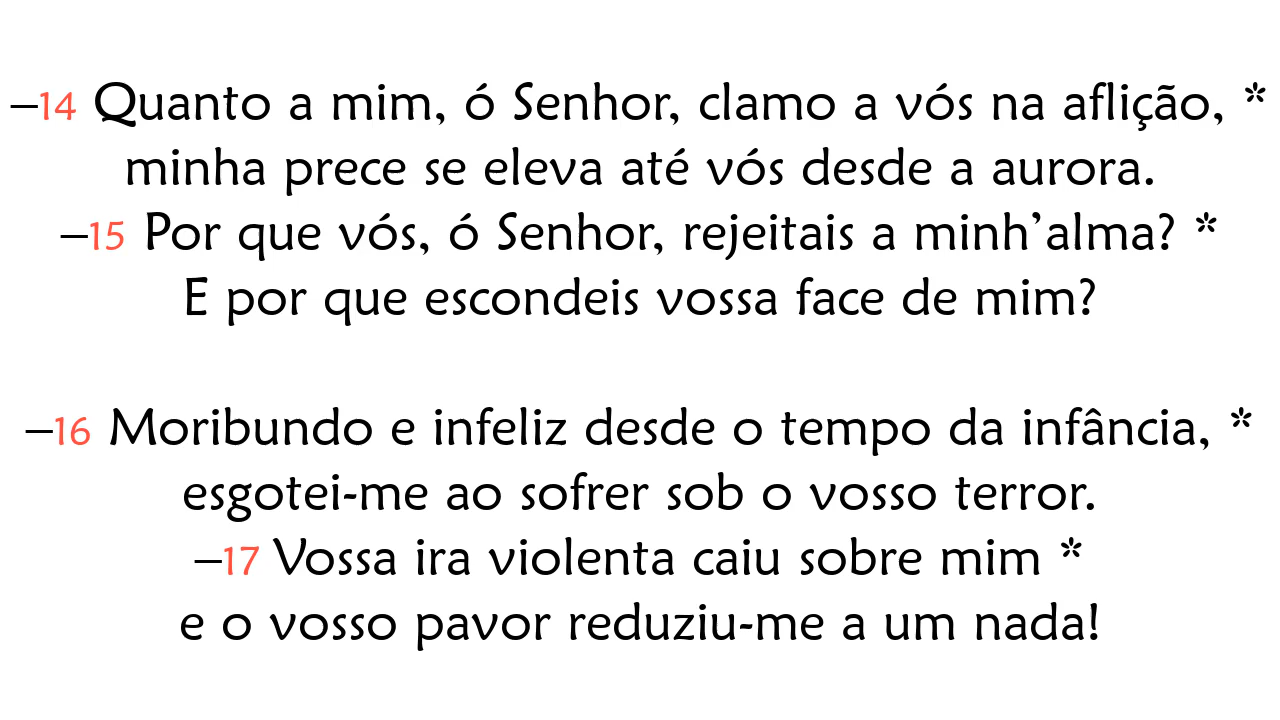 –14 Quanto a mim, ó Senhor, clamo a vós na aflição, *
minha prece se eleva até vós desde a aurora.
–15 Por que vós, ó Senhor, rejeitais a minh’alma? *
E por que escondeis vossa face de mim?
–16 Moribundo e infeliz desde o tempo da infância, *
esgotei-me ao sofrer sob o vosso terror.
–17 Vossa ira violenta caiu sobre mim *
e o vosso pavor reduziu-me a um nada!